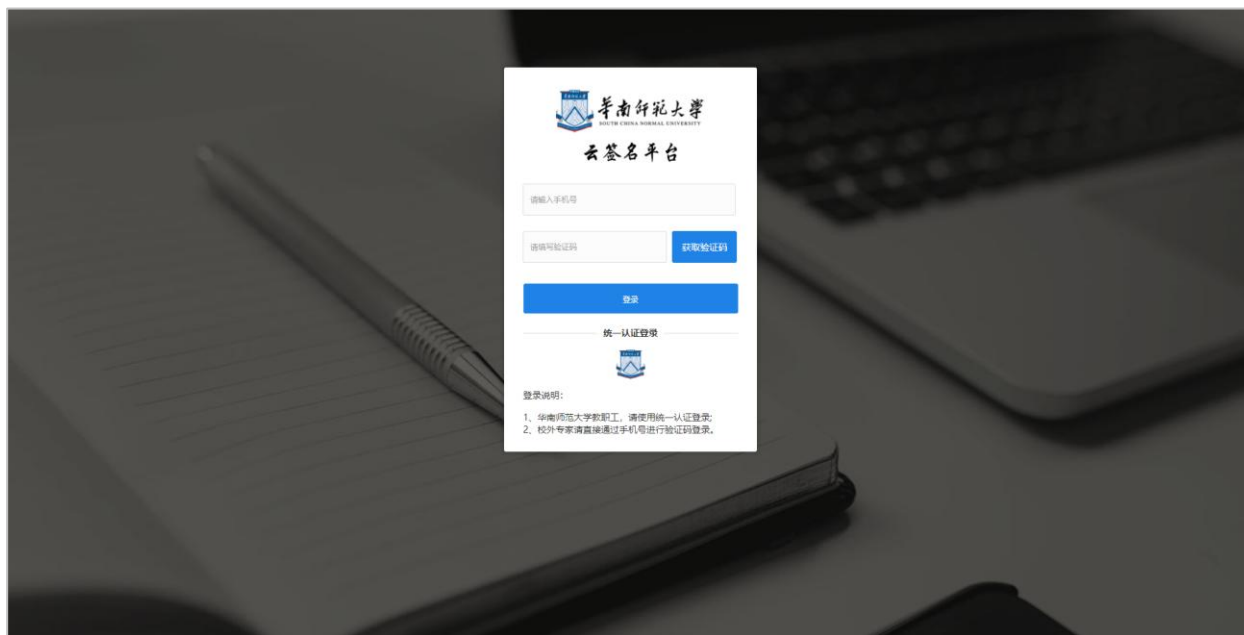 華南師範大學
SOUTH CHINA NORMAL UNIVERSITY
云签名平台
请输入手机号
请填写验证码
获取验证码
登录
统一认证登录
登录说明:
1、华南师范大学教职工,请使用统一认证登录;
2、校外专家请直接通过手机号进行验证码登录。